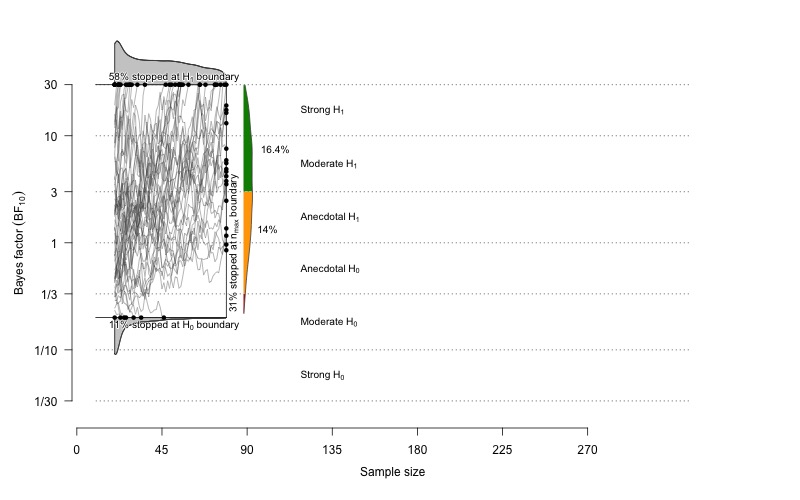 58% stopped at H₁ boundary
30
Strong H₁
10
16.4%
Moderate H₁
3
Anecdotal H₁
14%
1
Anecdotal H₀
1/3
31% stopped at nmax boundary
11% stopped at H₀ boundary
Moderate H₀
1/10
Strong H₀
1/30
Bayes factor (BF₁₀)
0 45 90 135 180 225 270
Sample size